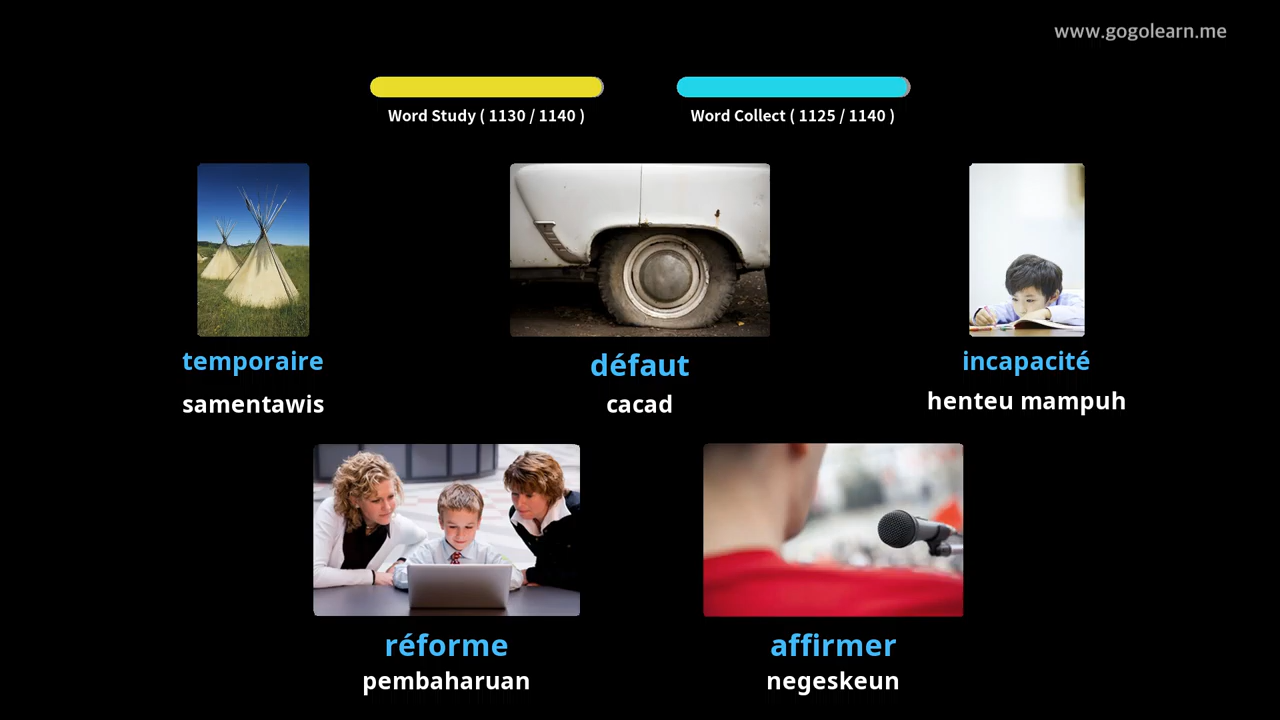 www.gogolearn.me
Word Study ( 1130 / 1140 )
Word Collect ( 1125 / 1140 )
temporaire
samentawis
défaut
cacad
incapacité
henteu mampuh
réforme
pembaharuan
affirmer
negeskeun